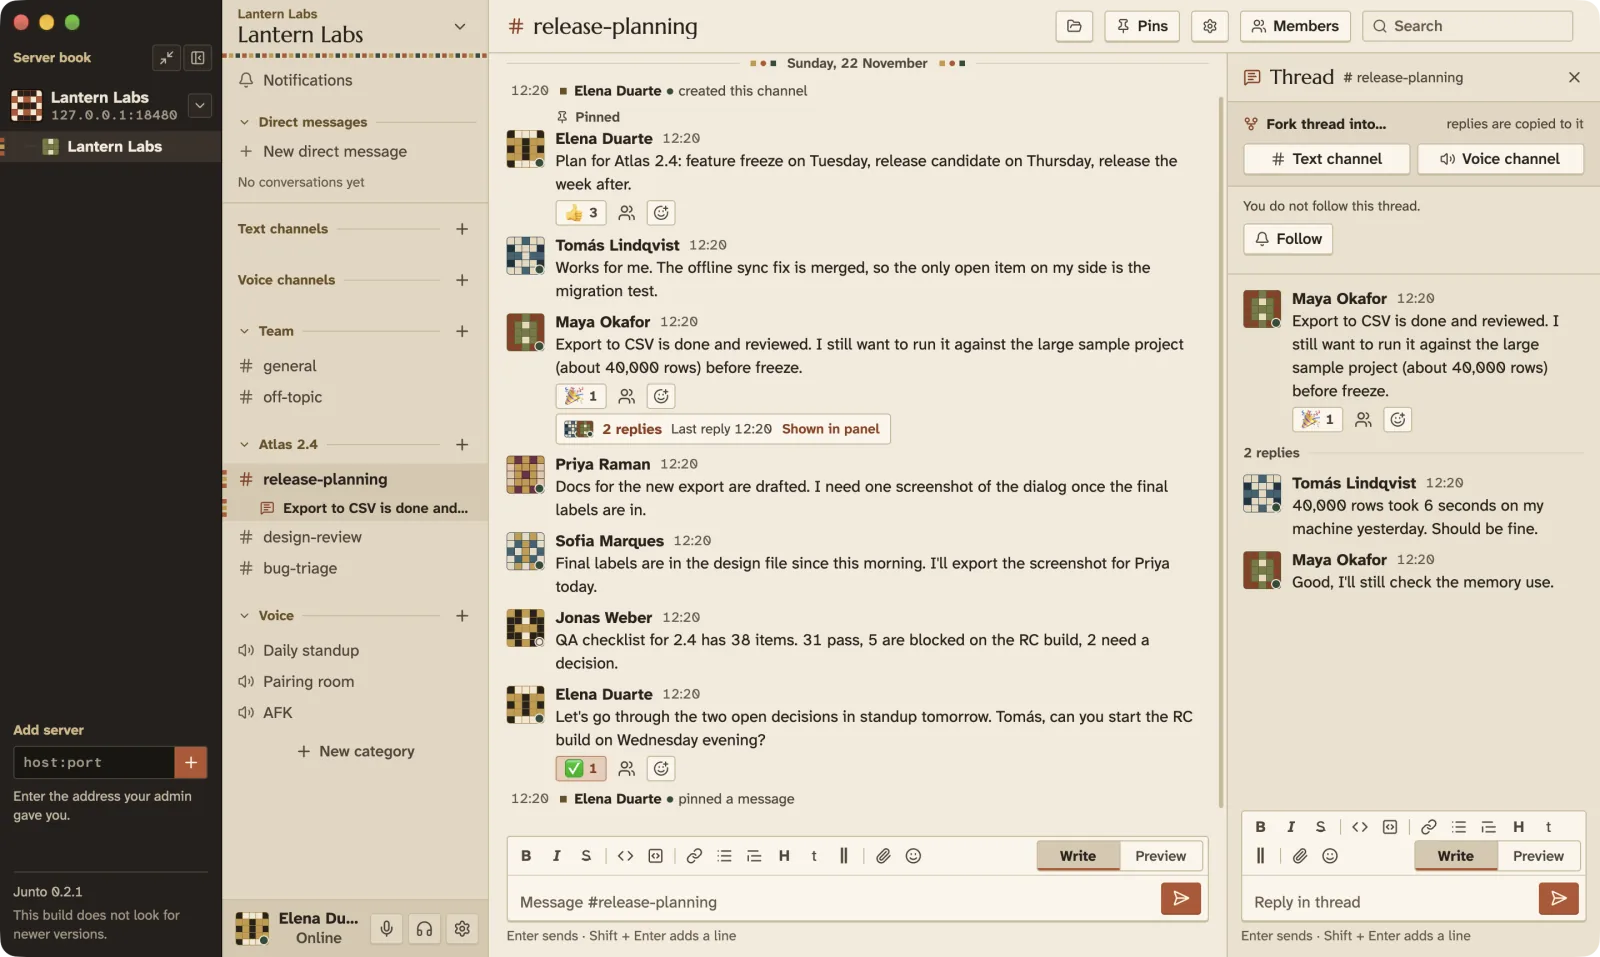 Server book
Lantern Labs
127.0.0.1:18480
Lantern Labs
Add server
host:port
Enter the address your admin
gave you.
Junto 0.2.1
This build does not look for
newer versions.
Lantern Labs
Lantern Labs
Notifications
Direct messages
New direct message
No conversations yet
Text channels
Voice channels
Team
# general
# off-topic
Atlas 2.4
# release-planning
Export to CSV is done and...
# design-review
# bug-triage
Voice
Daily standup
Pairing room
AFK
New category
Elena Du...
Online
# release-planning
Pins
Members
Search
Sunday, 22 November
12:20 Elena Duarte created this channel
Pinned
Elena Duarte 12:20
Plan for Atlas 2.4: feature freeze on Tuesday, release candidate on Thursday, release the
week after.
👍 3
Tomás Lindqvist 12:20
Works for me. The offline sync fix is merged, so the only open item on my side is the
migration test.
Maya Okafor 12:20
Export to CSV is done and reviewed. I still want to run it against the large sample project
(about 40,000 rows) before freeze.
🎉 1
2 replies Last reply 12:20 Shown in panel
Priya Raman 12:20
Docs for the new export are drafted. I need one screenshot of the dialog once the final
labels are in.
Sofia Marques 12:20
Final labels are in the design file since this morning. I'll export the screenshot for Priya
today.
Jonas Weber 12:20
QA checklist for 2.4 has 38 items. 31 pass, 5 are blocked on the RC build, 2 need a
decision.
Elena Duarte 12:20
Let's go through the two open decisions in standup tomorrow. Tomás, can you start the RC
build on Wednesday evening?
✅ 1
12:20 Elena Duarte pinned a message
B I S H t Write Preview
Message #release-planning
Enter sends · Shift + Enter adds a line
Thread # release-planning
Fork thread into... replies are copied to it
# Text channel Voice channel
You do not follow this thread.
Follow
Maya Okafor 12:20
Export to CSV is done and reviewed. I
still want to run it against the large
sample project (about 40,000 rows)
before freeze.
🎉 1
2 replies
Tomás Lindqvist 12:20
40,000 rows took 6 seconds on my
machine yesterday. Should be fine.
Maya Okafor 12:20
Good, I'll still check the memory use.
B I S H t
Write Preview
Reply in thread
Enter sends · Shift + Enter adds a line